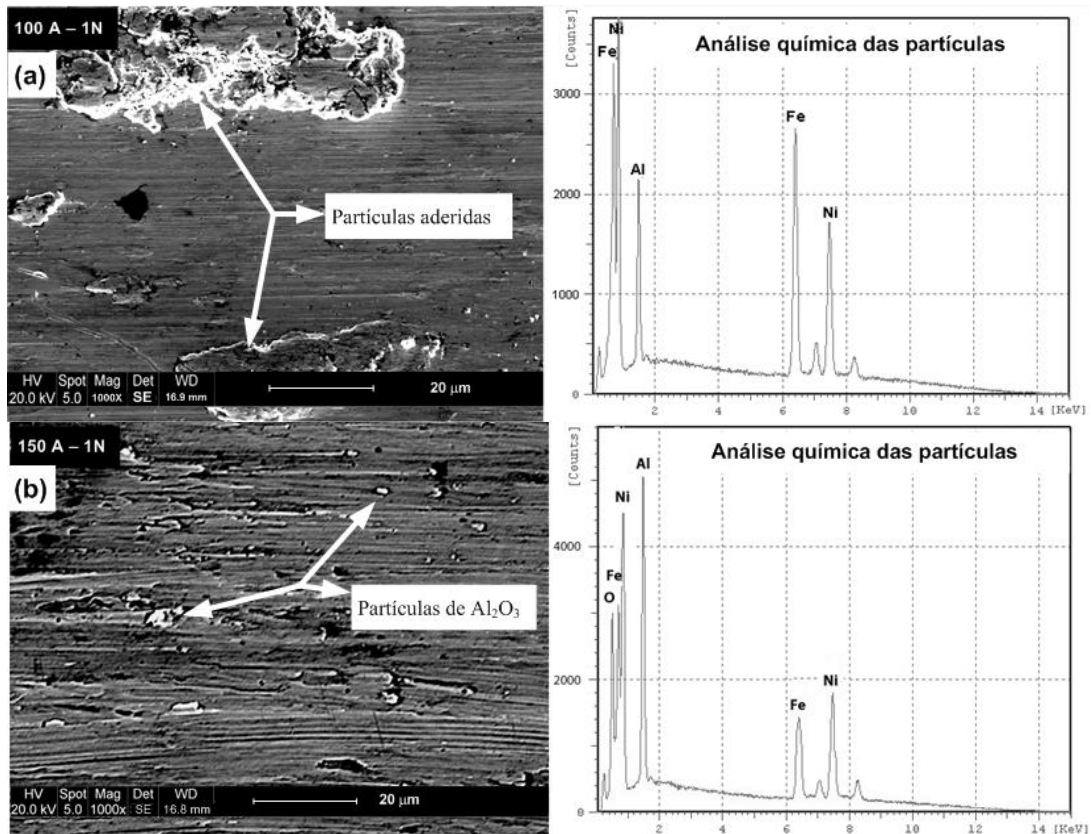 100 A – 1N
(a)
Partículas aderidas
HV Spot Mag Det WD
20.0 kV 5.0 1000X SE 16.9 mm
20 µm
Análise química das partículas
[Counts]
Ni
Fe
Al
Fe
Ni
3000
2000
1000
0
2 4 6 8 10 12 14 [KeV]
150 A – 1N
(b)
Partículas de Al₂O₃
HV Spot Mag Det WD
20.0 kV 5.0 1000x SE 16.8 mm
20 µm
Análise química das partículas
[Counts]
Al
Ni
Fe
O
Fe
Ni
4000
2000
0
2 4 6 8 10 12 14 [KeV]